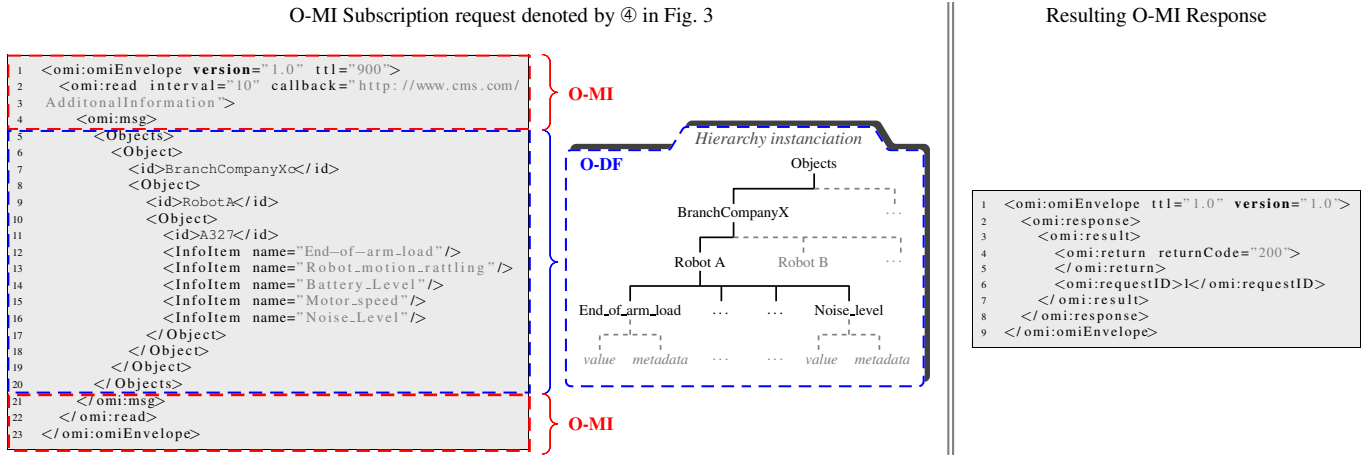 O-MI Subscription request denoted by ④ in Fig. 3
1 <omi:omiEnvelope version="1.0" ttl="900">
2 <omi:read interval="10" callback="http://www.cms.com/
3 AdditonalInformation">
4 <omi:msg>
5 <Objects>
6 <Object>
7 <id>BranchCompanyXc</id>
8 <Object>
9 <id>RobotA</id>
10 <Object>
11 <id>A327</id>
12 <InfoItem name="End-of-arm_load"/>
13 <InfoItem name="Robot_motion_rattling"/>
14 <InfoItem name="Battery_Level"/>
15 <InfoItem name="Motor_speed"/>
16 <InfoItem name="Noise_Level"/>
17 </Object>
18 </Object>
19 </Object>
20 </Objects>
21 </omi:msg>
22 </omi:read>
23 </omi:omiEnvelope>
O-MI
O-MI
Hierarchy instanciation
O-DF
Objects
BranchCompanyX ...
Robot A Robot B ...
End_of_arm_load ... ... Noise_level
value metadata ... ... value metadata
Resulting O-MI Response
1 <omi:omiEnvelope ttl="1.0" version="1.0">
2 <omi:response>
3 <omi:result>
4 <omi:return returnCode="200">
5 </omi:return>
6 <omi:requestID>1</omi:requestID>
7 </omi:result>
8 </omi:response>
9 </omi:omiEnvelope>